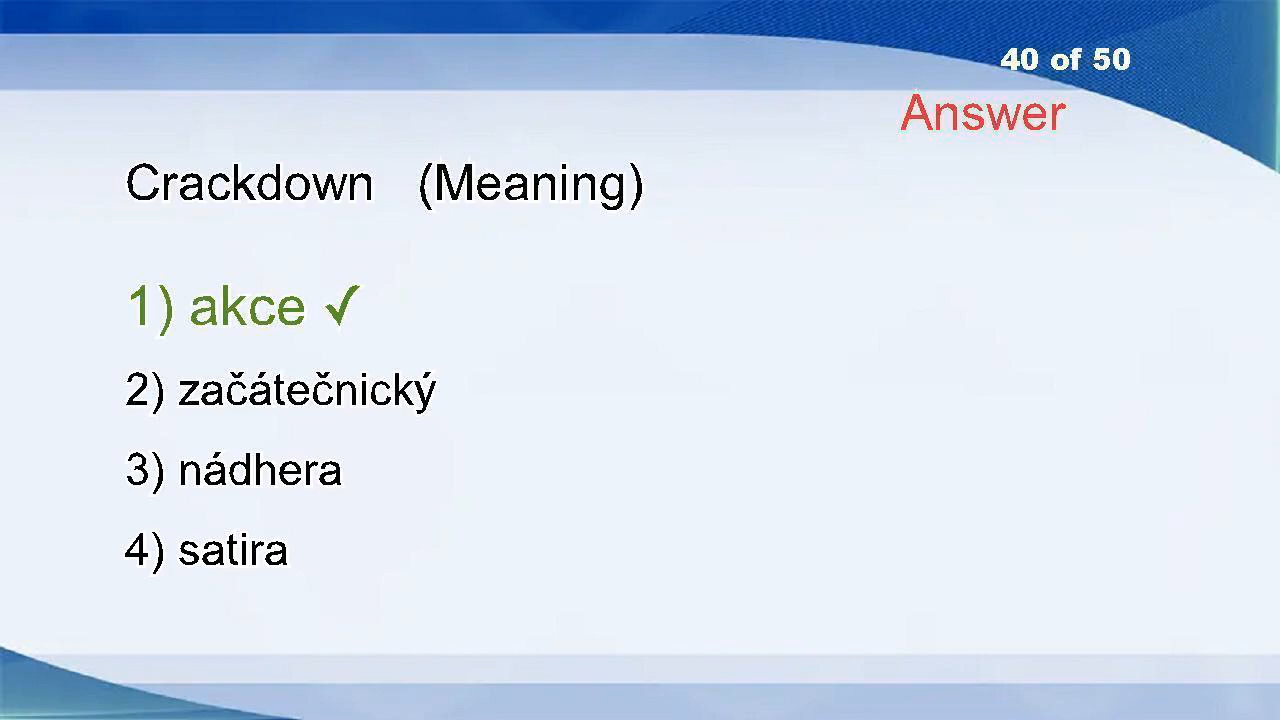 40 of 50
Answer
Crackdown (Meaning)
1) akce ✓
2) začátečnický
3) nádhera
4) satira